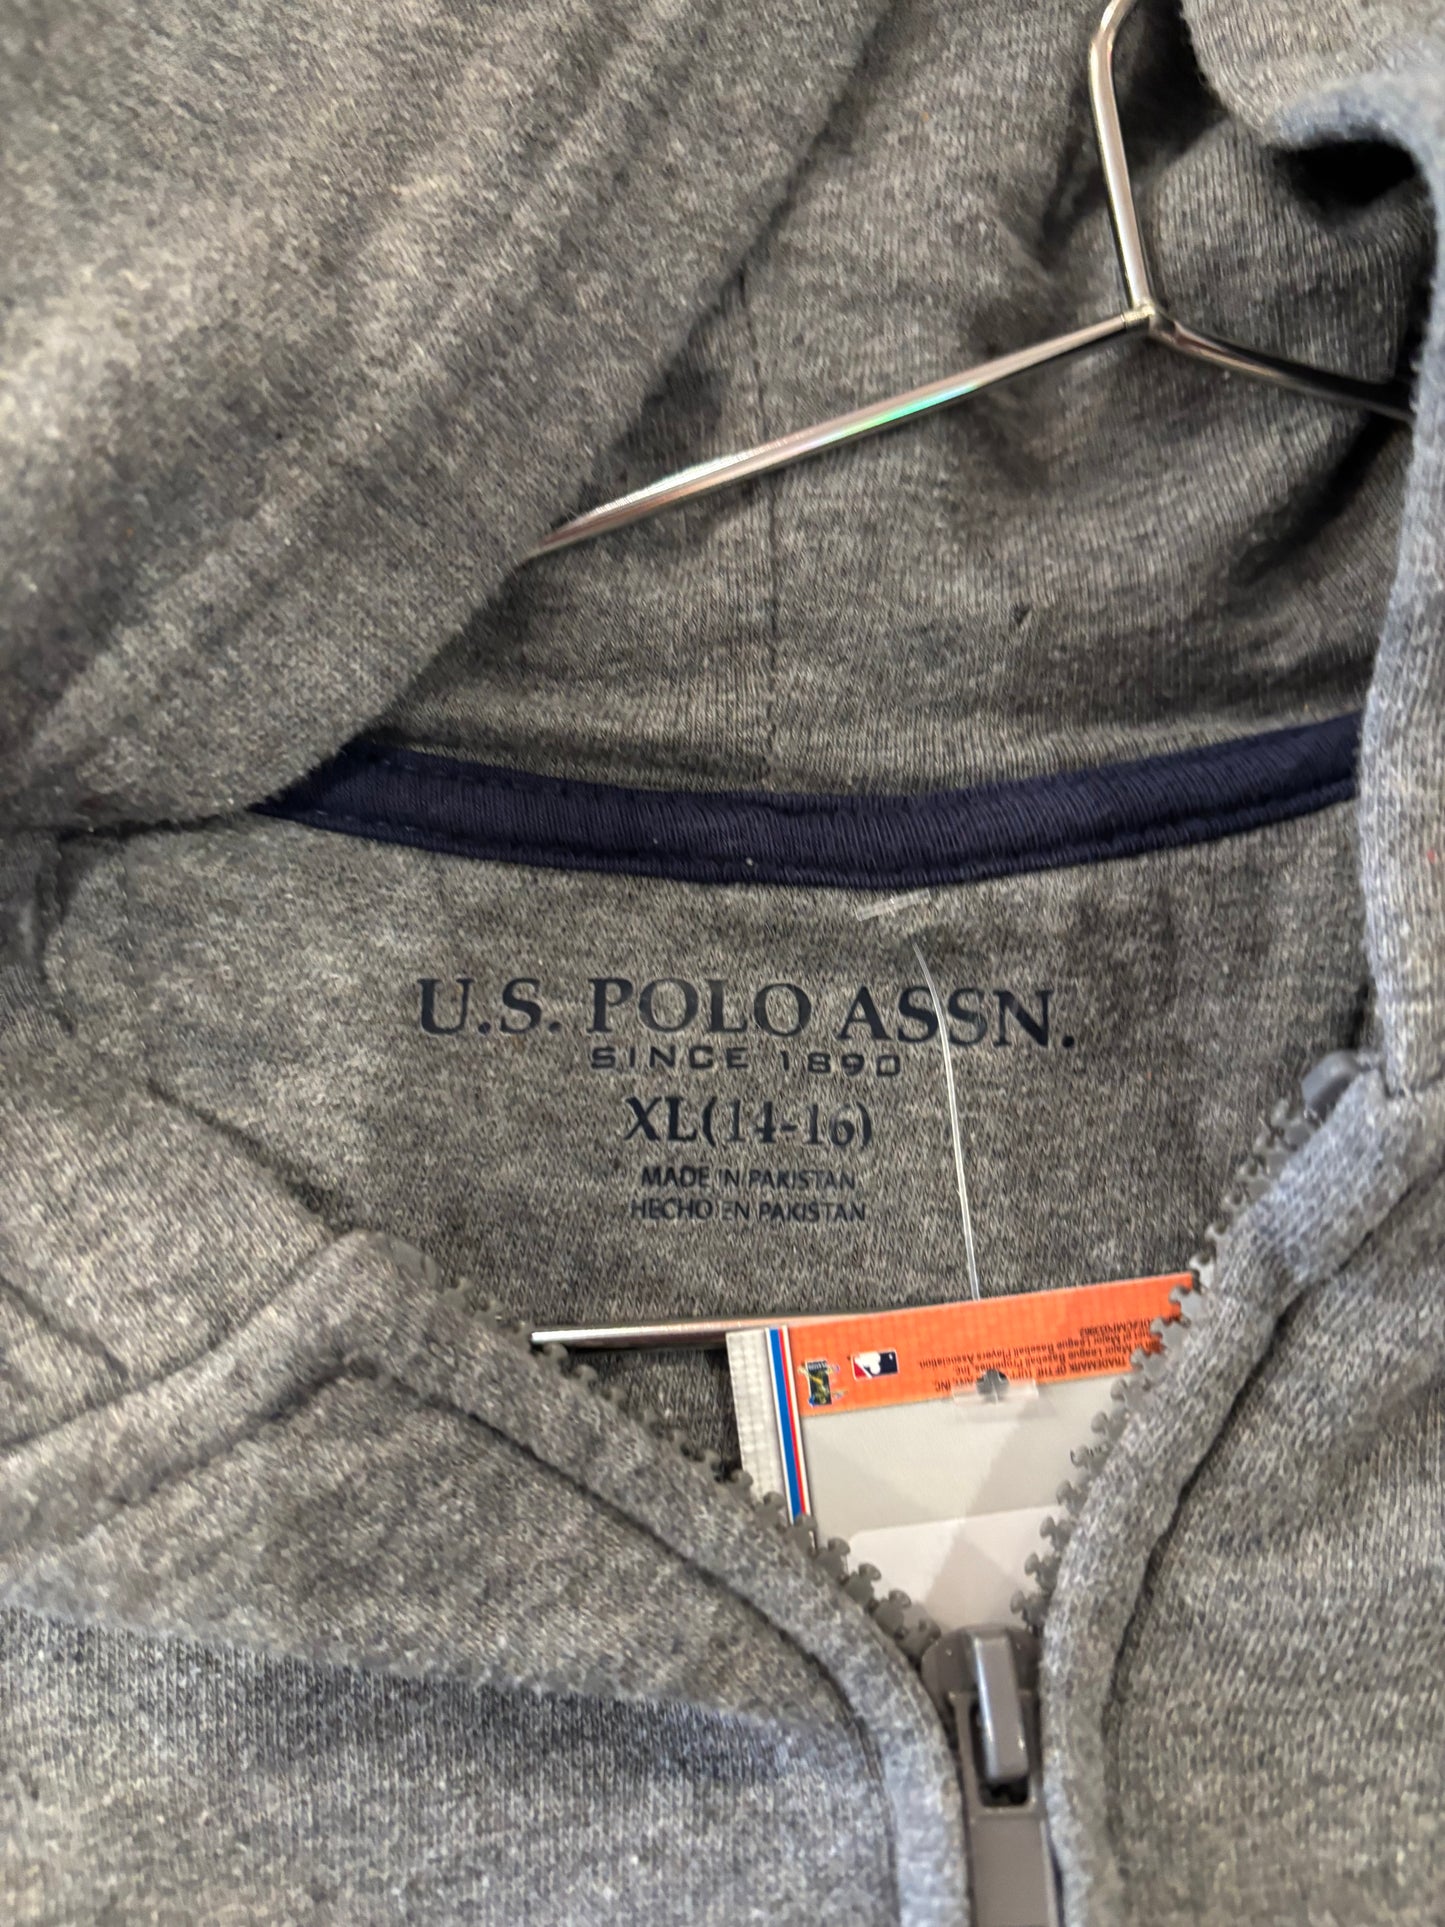 U.S. POLO ASSN.
SINCE 1890
XL(14-16)
MADE IN PAKISTAN
HECHO EN PAKISTAN